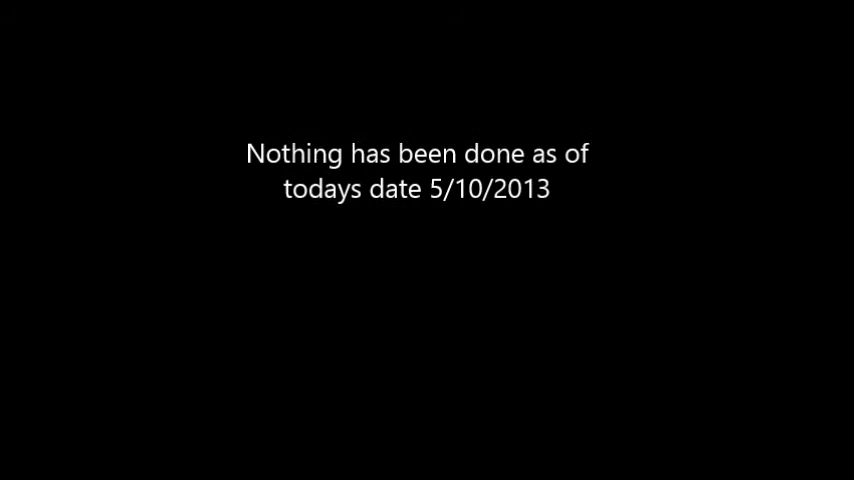 Nothing has been done as of
todays date 5/10/2013